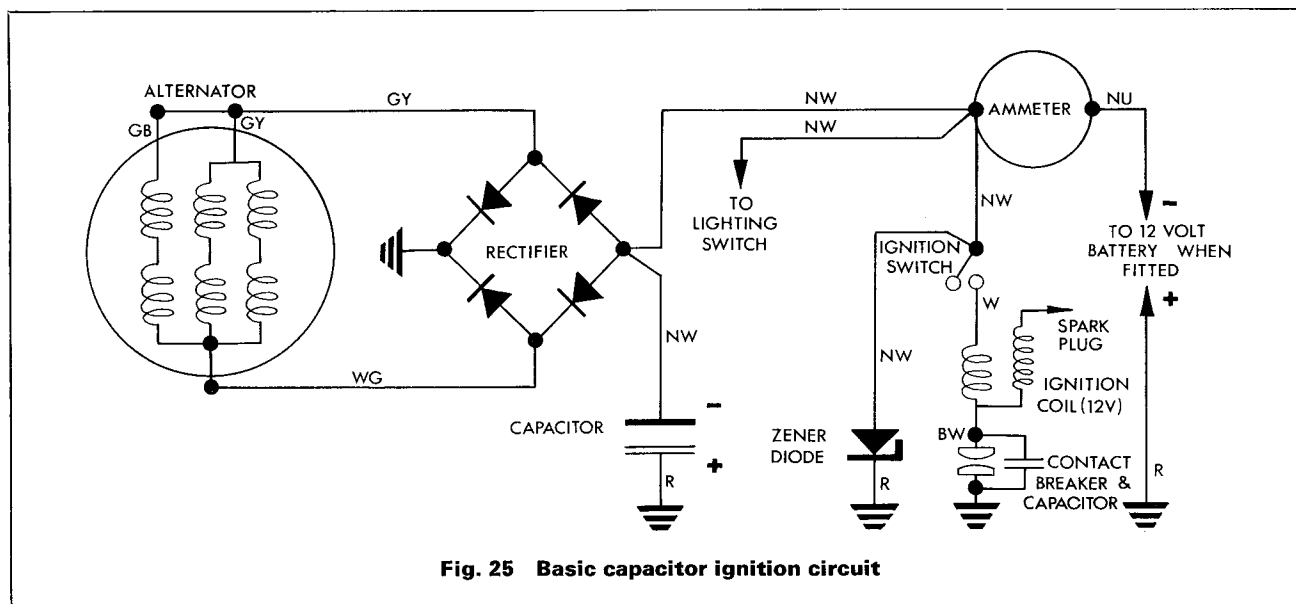 ALTERNATOR
GB
GY
GY
WG
RECTIFIER
NW
CAPACITOR
-
+
R
NW
NW
TO
LIGHTING
SWITCH
AMMETER
NU
NW
IGNITION
SWITCH
W
-
TO 12 VOLT
BATTERY WHEN
FITTED
+
R
SPARK
PLUG
IGNITION
COIL (12V)
NW
ZENER
DIODE
R
BW
CONTACT
BREAKER &
CAPACITOR
Fig. 25 Basic capacitor ignition circuit